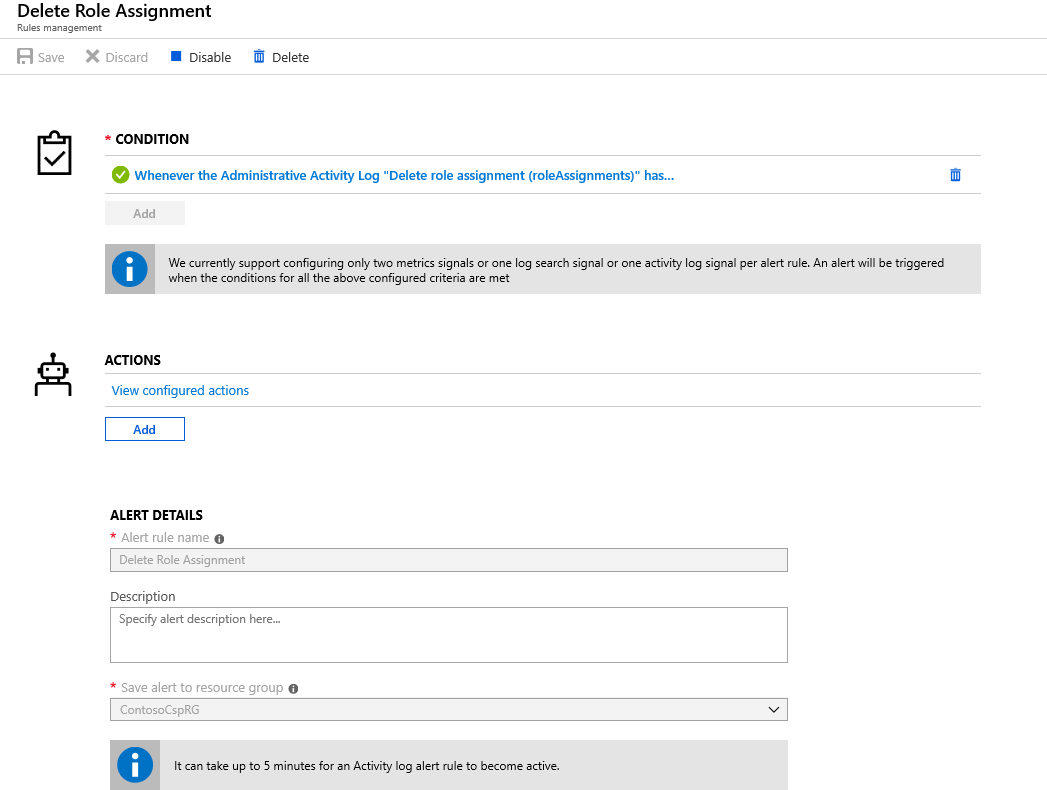 Delete Role Assignment
Rules management
Save Discard Disable Delete
* CONDITION
Whenever the Administrative Activity Log "Delete role assignment (roleAssignments)" has...
Add
We currently support configuring only two metrics signals or one log search signal or one activity log signal per alert rule. An alert will be triggered
when the conditions for all the above configured criteria are met
ACTIONS
View configured actions
Add
ALERT DETAILS
* Alert rule name
Delete Role Assignment
Description
Specify alert description here...
* Save alert to resource group
ContosoCspRG
It can take up to 5 minutes for an Activity log alert rule to become active.